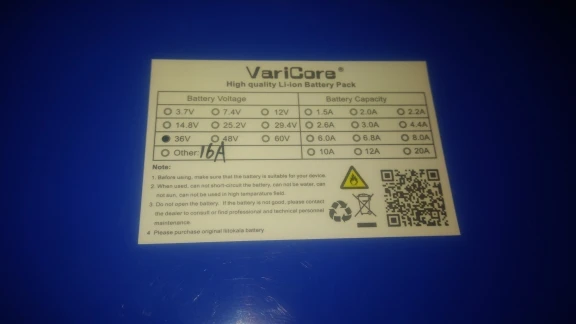 VariCore®
High quality Li-ion Battery Pack
Battery Voltage Battery Capacity
3.7V 7.4V 12V 1.5A 2.0A 2.2A
14.8V 25.2V 29.4V 2.6A 3.0A 4.4A
36V 48V 60V 6.0A 6.8A 8.0A
Other: 16A 10A 12A 20A
Note:
1. Before using, make sure that the battery is suitable for your device.
2. When used, can not short-circuit the battery, can not be water, can
not sun, can not be used in high temperature field.
3. Do not open the battery. If the battery is not good, please contact
the dealer to consult or find professional and technical personnel
maintenance.
4. Please purchase original battery.